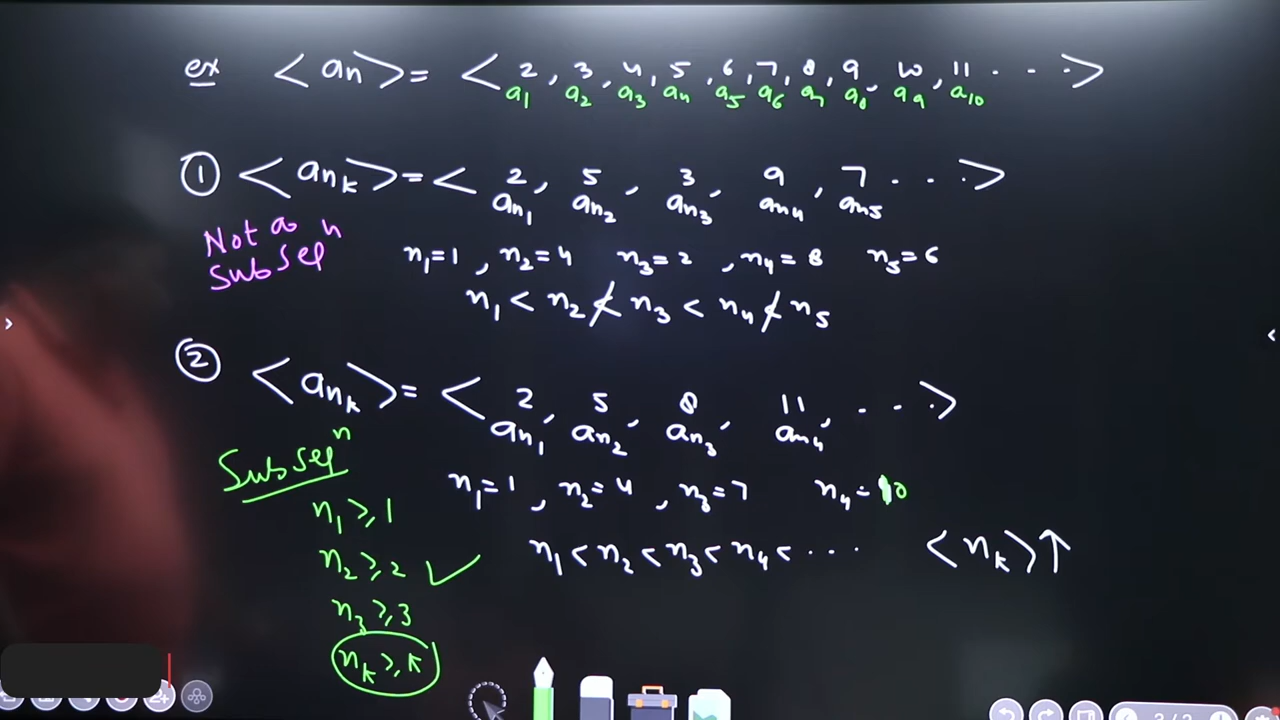 ex <an> = < 2, 3, 4, 5, 6, 7, 8, 9, 10, 11 - - - >
a1 a2 a3 a4 a5 a6 a7 a8 a9 a10
① <ank> = < 2, 5, 3, 9, 7 - - - >
an1 an2 an3 an4 an5
Not a
Subseqn
n1=1, n2=4 n3=2, n4=8 n5=6
n1 < n2 ≮ n3 < n4 ≮ n5
② <ank> = < 2, 5, 8, 11, - - - >
an1 an2 an3 an4
Subseqn
n1=1, n2=4, n3=7 n4=10
n1 ≥ 1
n1 < n2 < n3 < n4 < - - - <nk>↑
n2 ≥ 2 ✓
n3 ≥ 3
nk ≥ k